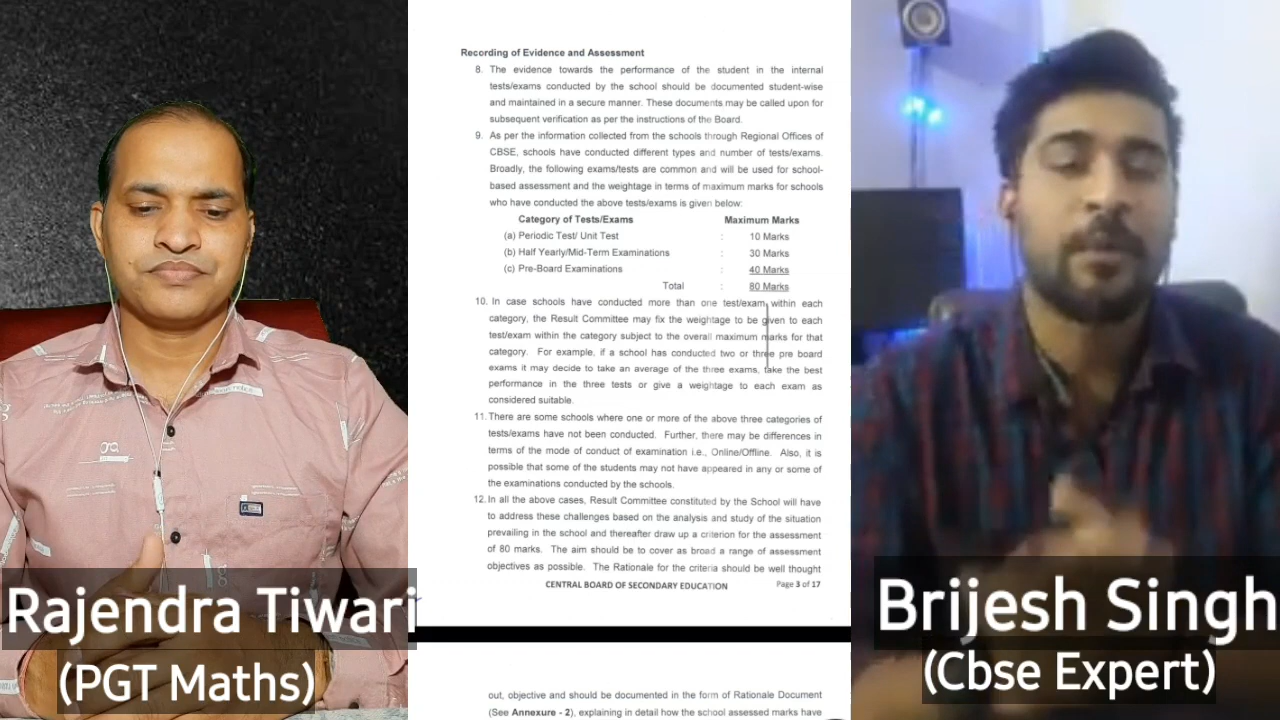 Recording of Evidence and Assessment
8. The evidence towards the performance of the student in the internal
tests/exams conducted by the school should be documented student-wise
and maintained in a secure manner. These documents may be called upon for
subsequent verification as per the instructions of the Board.
9. As per the information collected from the schools through Regional Offices of
CBSE, schools have conducted different types and number of tests/exams.
Broadly, the following exams/tests are common and will be used for school-
based assessment and the weightage in terms of maximum marks for schools
who have conducted the above tests/exams is given below:
Category of Tests/Exams Maximum Marks
(a) Periodic Test/ Unit Test : 10 Marks
(b) Half Yearly/Mid-Term Examinations : 30 Marks
(c) Pre-Board Examinations : 40 Marks
Total : 80 Marks
10. In case schools have conducted more than one test/exam within each
category, the Result Committee may fix the weightage to be given to each
test/exam within the category subject to the overall maximum marks for that
category. For example, if a school has conducted two or three pre board
exams it may decide to take an average of the three exams, take the best
performance in the three tests or give a weightage to each exam as
considered suitable.
11. There are some schools where one or more of the above three categories of
tests/exams have not been conducted. Further, there may be differences in
terms of the mode of conduct of examination i.e., Online/Offline. Also, it is
possible that some of the students may not have appeared in any or some of
the examinations conducted by the schools.
12. In all the above cases, Result Committee constituted by the School will have
to address these challenges based on the analysis and study of the situation
prevailing in the school and thereafter draw up a criterion for the assessment
of 80 marks. The aim should be to cover as broad a range of assessment
objectives as possible. The Rationale for the criteria should be well thought
CENTRAL BOARD OF SECONDARY EDUCATION Page 3 of 17
out, objective and should be documented in the form of Rationale Document
(See Annexure - 2), explaining in detail how the school assessed marks have
Rajendra Tiwari
(PGT Maths)
Brijesh Singh
(Cbse Expert)